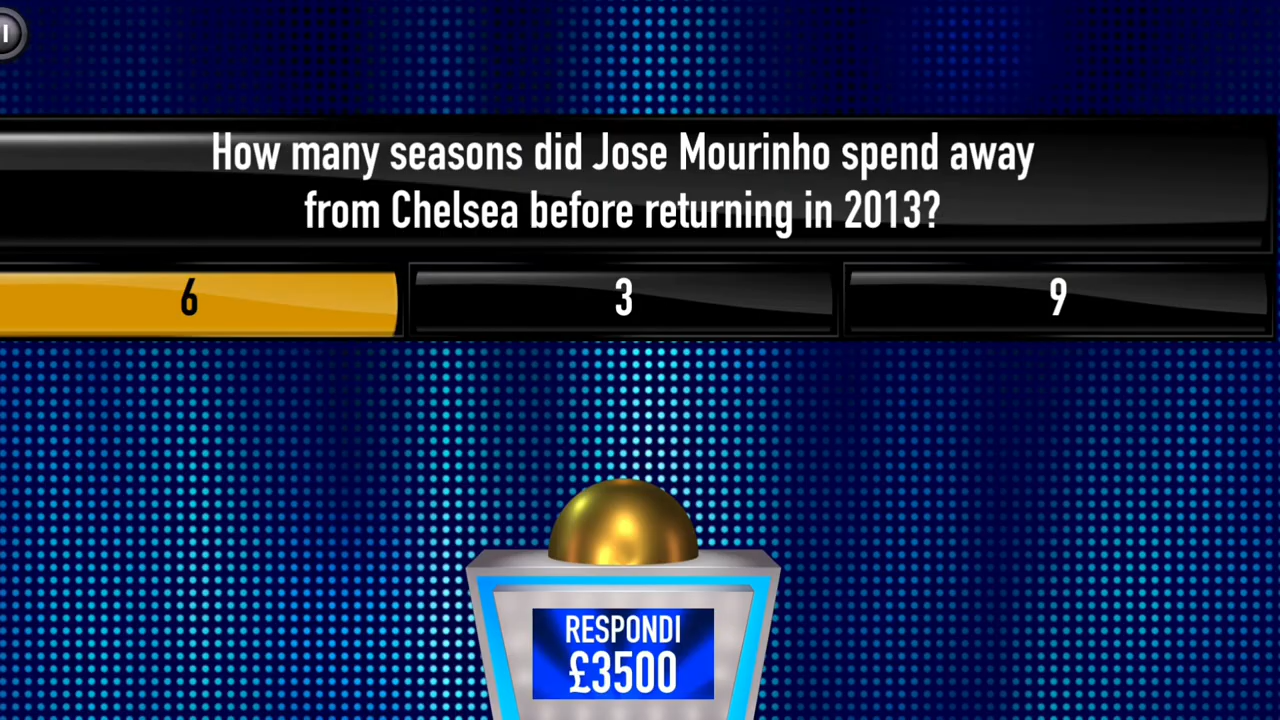 How many seasons did Jose Mourinho spend away
from Chelsea before returning in 2013?
6
3
9
RESPONDI
£3500